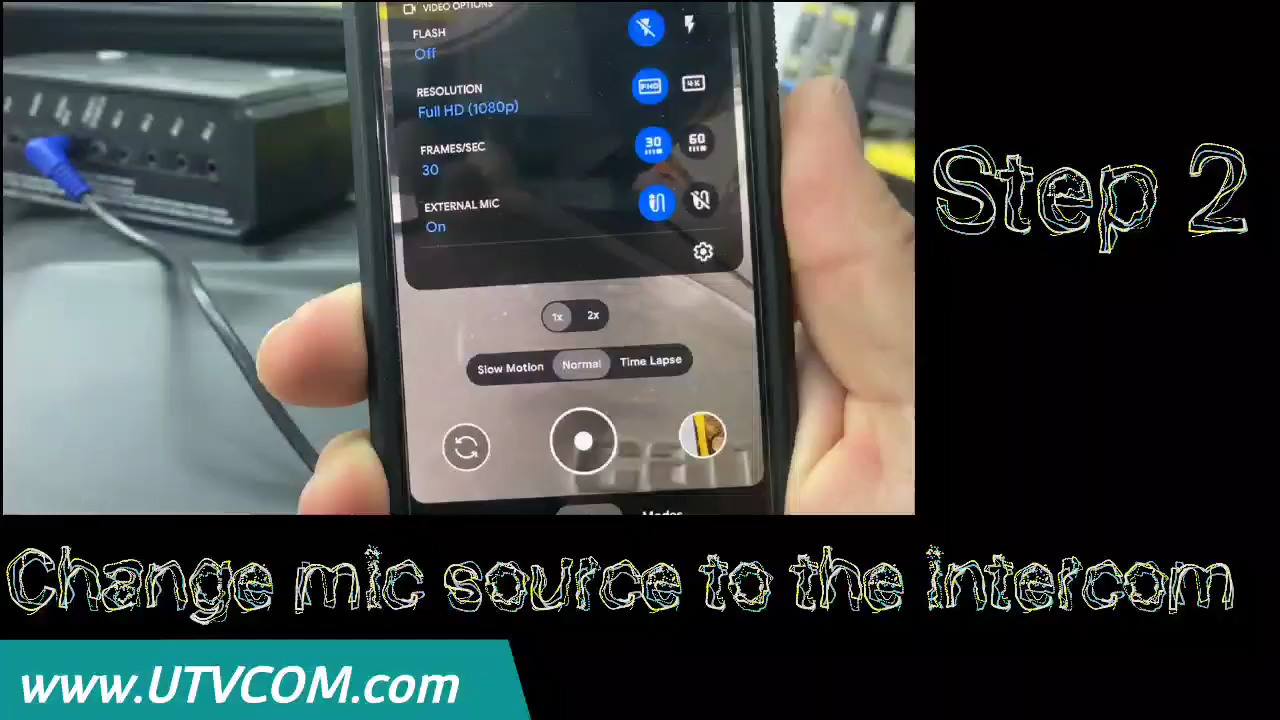 VIDEO OPTIONS
FLASH
Off
RESOLUTION
Full HD (1080p)
FHD
4K
FRAMES/SEC
30
30
60
EXTERNAL MIC
On
1x
2x
Slow Motion
Normal
Time Lapse
Modes
Step 2
Change mic source to the intercom
www.UTVCOM.com